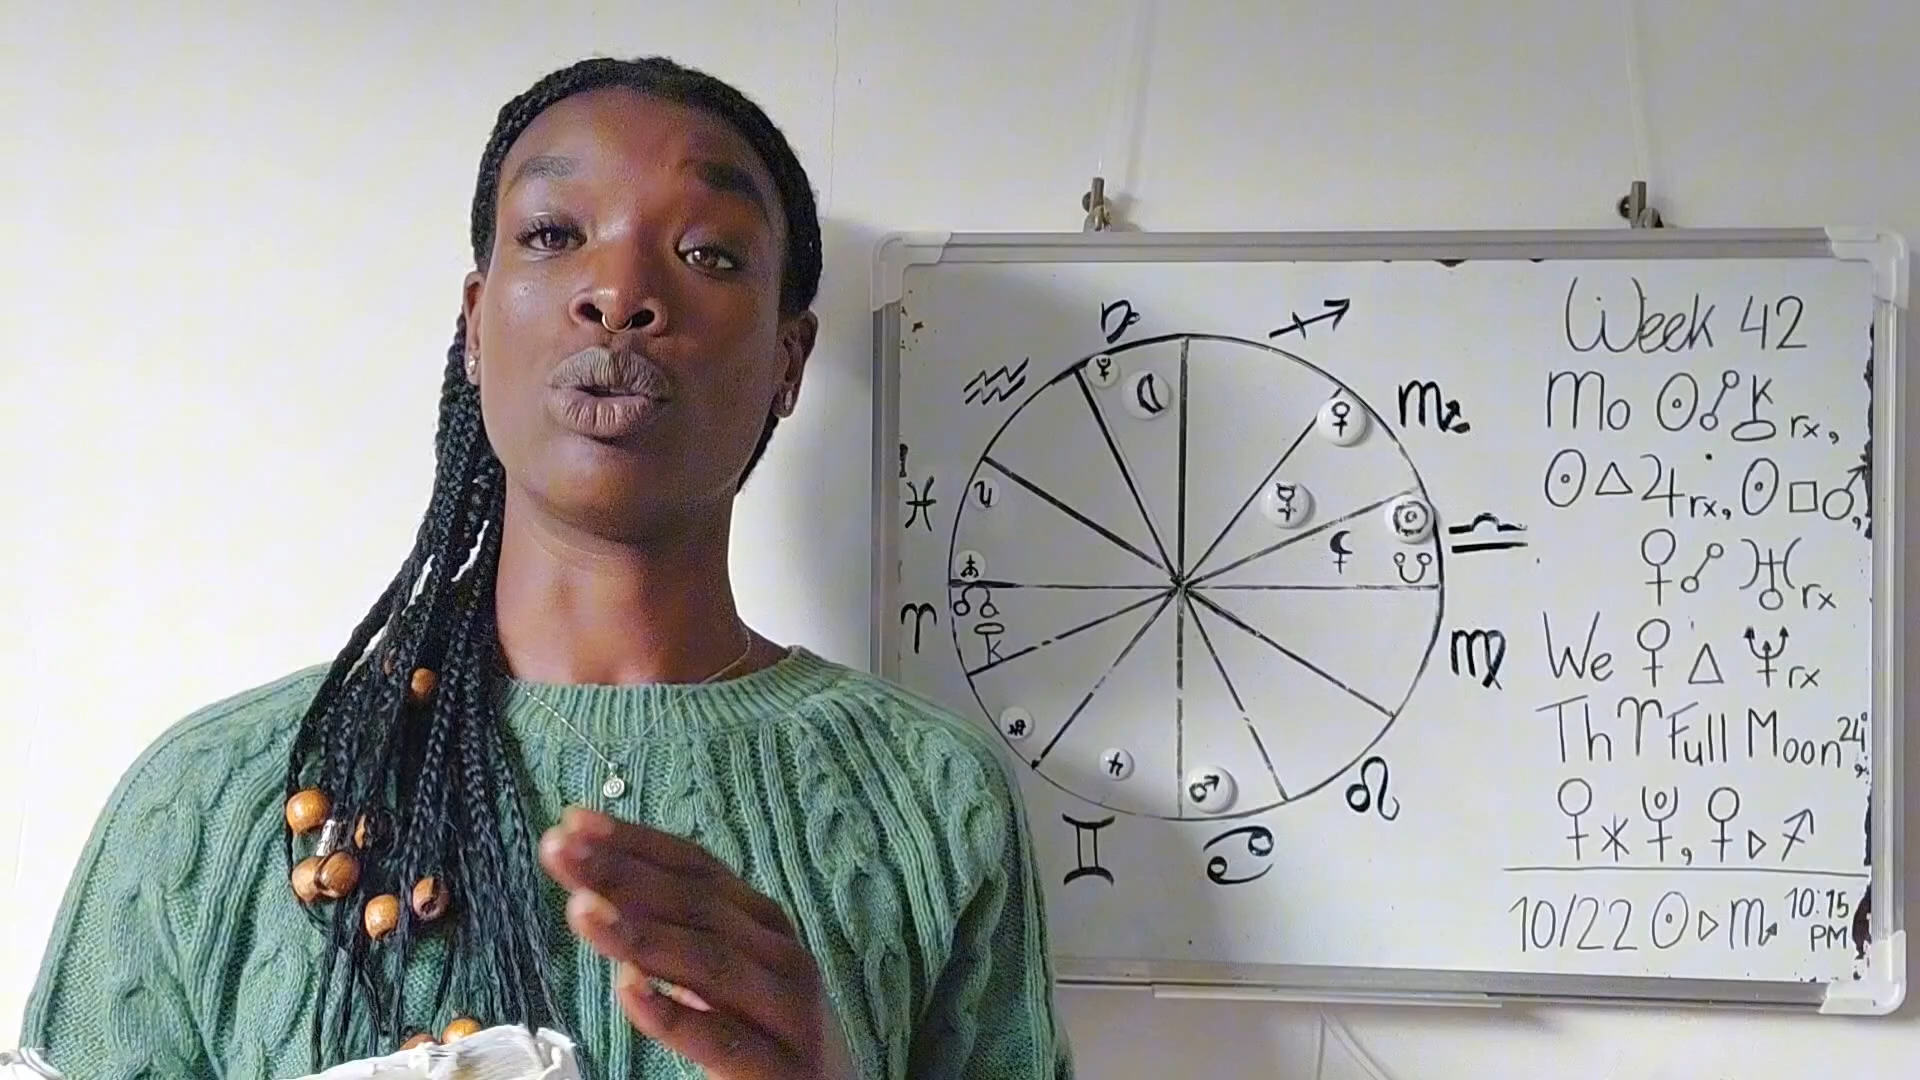 Week 42
Mo ☉☍⚷rx,
☉△♃rx, ☉□♂,
♀☍♅rx
We ♀△♆rx
Th ♈ Full Moon 24°,
♀⚹⯓, ♀▷♐
10/22 ☉▷♏ 10:15 PM
♑ ♐
♒ ♏
♓ ♎
♈ ♍
♊ ♋ ♌